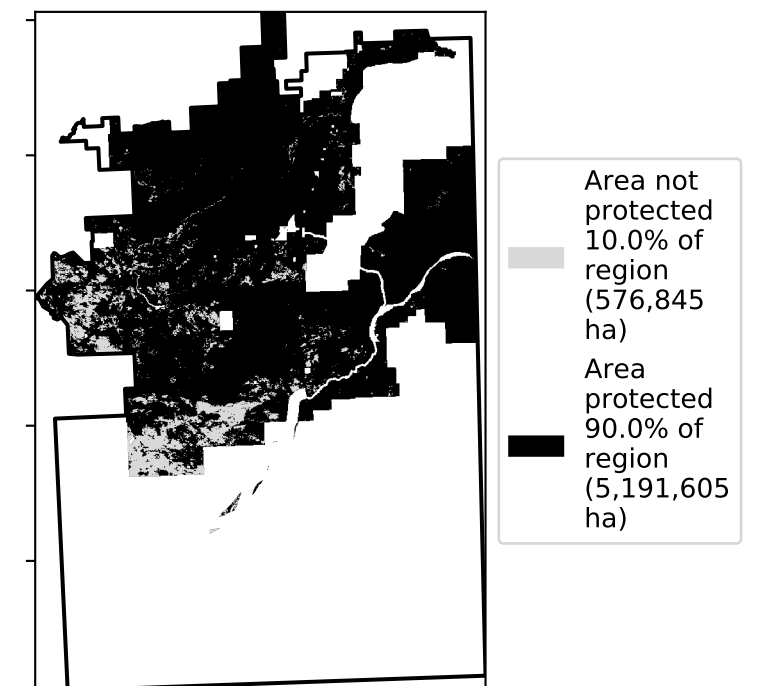 Area not
protected
10.0% of
region
(576,845
ha)
Area
protected
90.0% of
region
(5,191,605
ha)